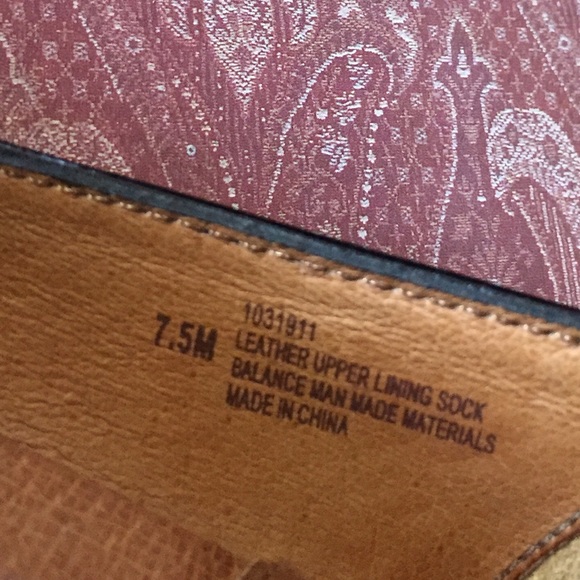 7.5M
1031911
LEATHER UPPER LINING SOCK
BALANCE MAN MADE MATERIALS
MADE IN CHINA